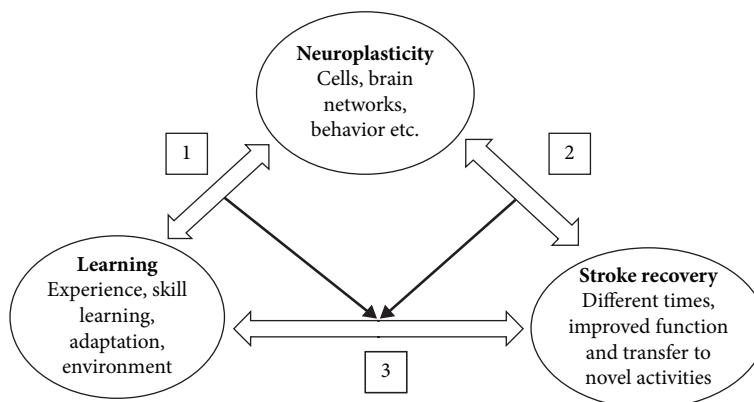 Neuroplasticity
Cells, brain
networks,
behavior etc.
1
2
Learning
Experience, skill
learning,
adaptation,
environment
Stroke recovery
Different times,
improved function
and transfer to
novel activities
3